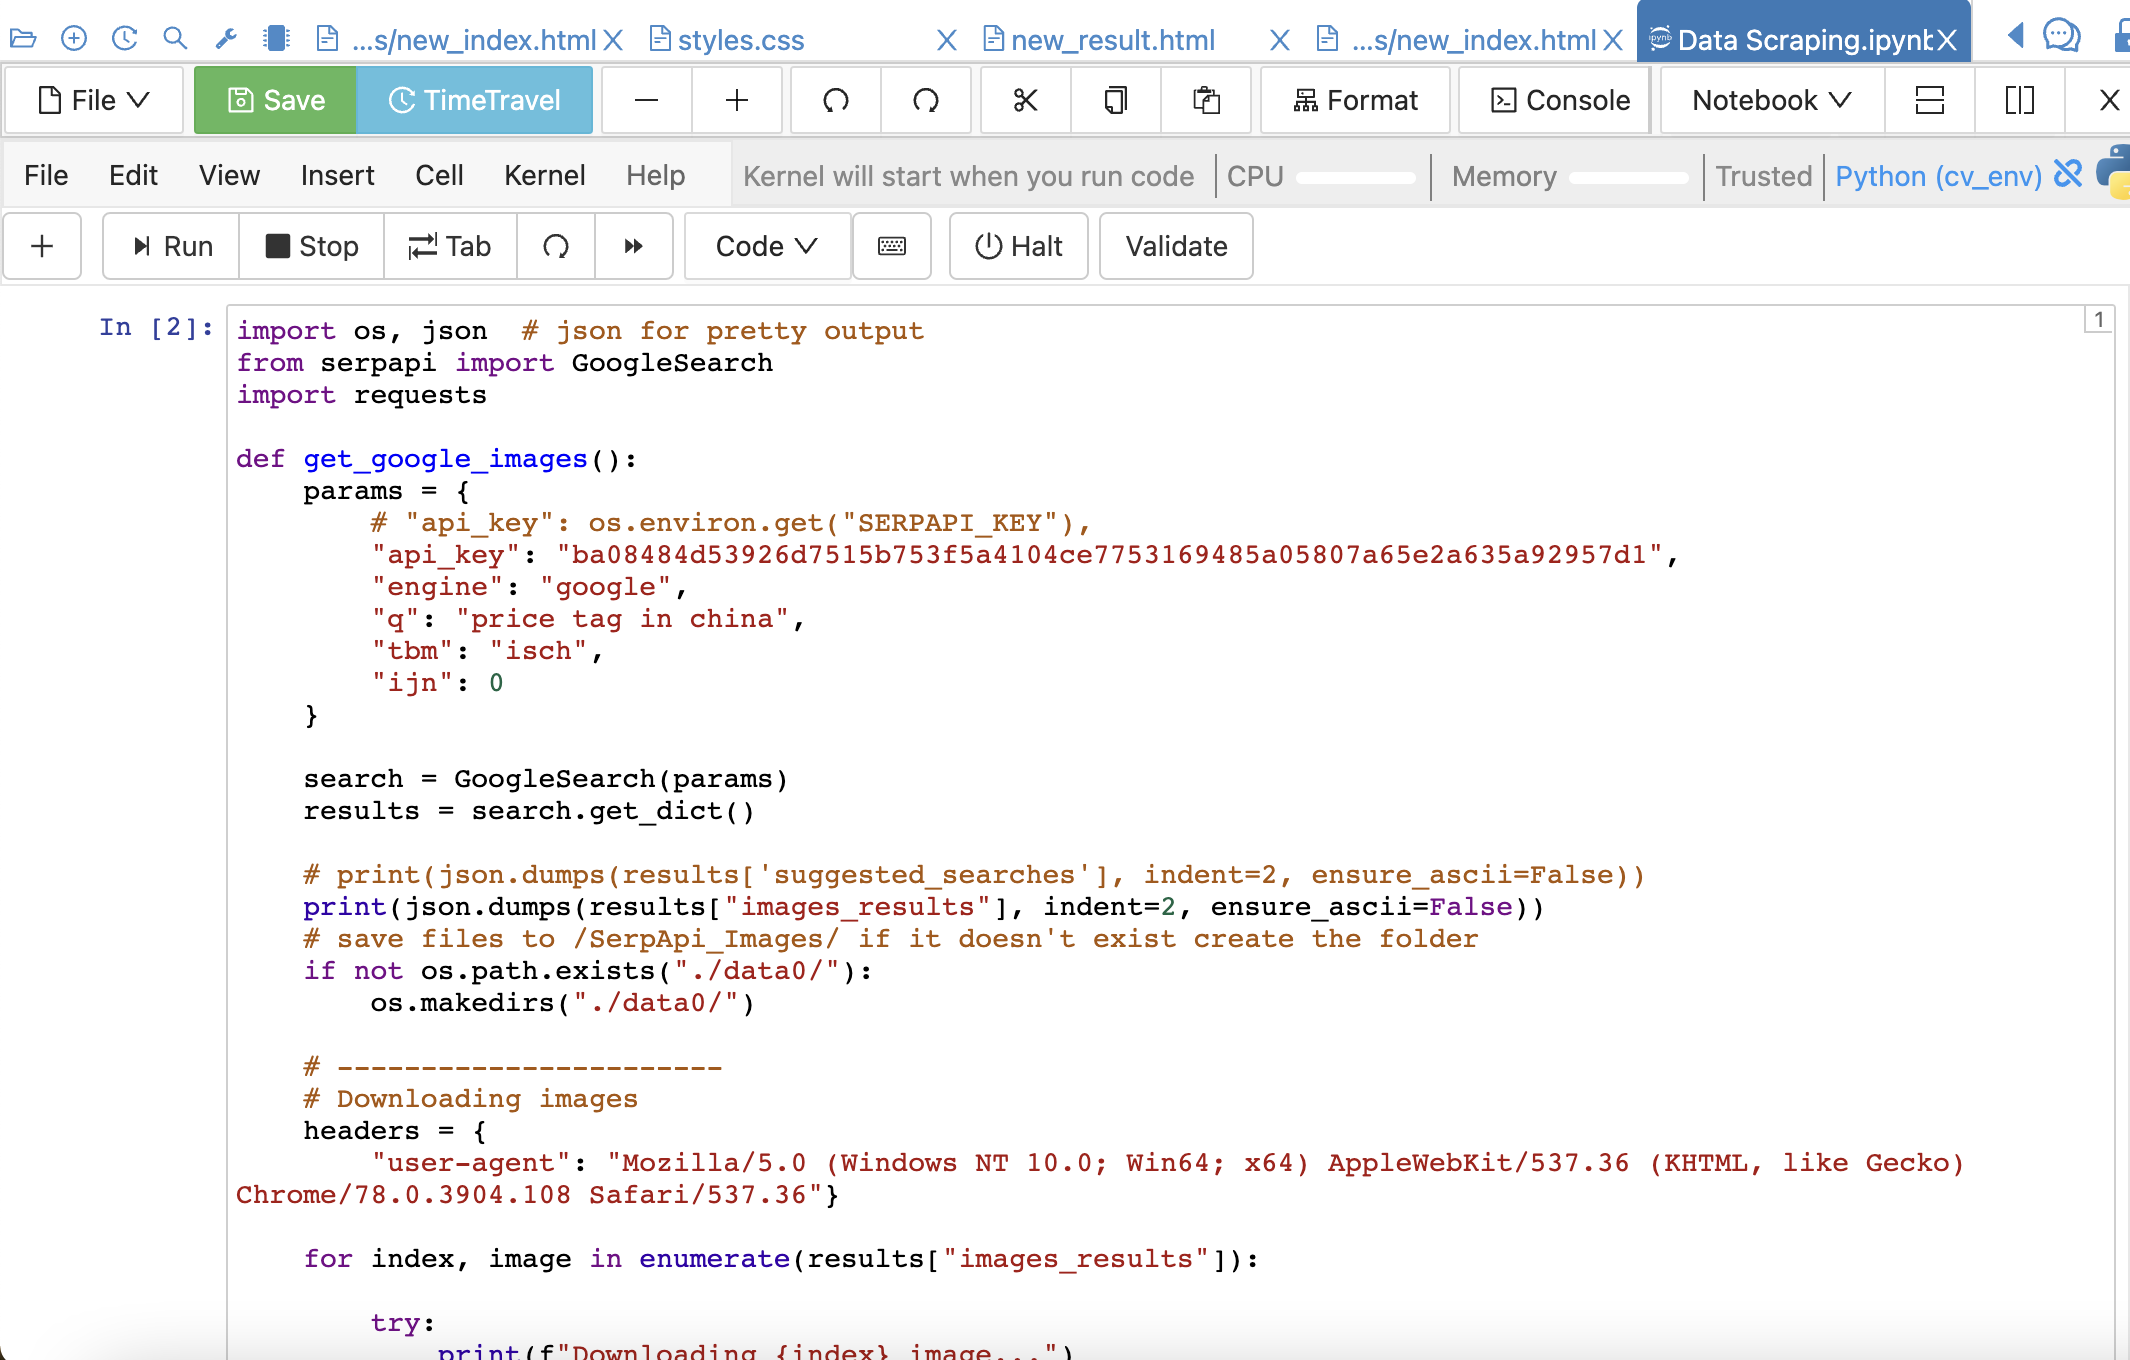 ...s/new_index.html X styles.css X new_result.html X ...s/new_index.html X ipynb Data Scraping.ipynb X
File Save TimeTravel Format Console Notebook
File Edit View Insert Cell Kernel Help Kernel will start when you run code CPU Memory Trusted Python (cv_env)
+ Run Stop Tab Code Halt Validate
In [2]:
1
import os, json  # json for pretty output
from serpapi import GoogleSearch
import requests
def get_google_images():
    params = {
        # "api_key": os.environ.get("SERPAPI_KEY"),
        "api_key": "ba08484d53926d7515b753f5a4104ce7753169485a05807a65e2a635a92957d1",
        "engine": "google",
        "q": "price tag in china",
        "tbm": "isch",
        "ijn": 0
    }
    search = GoogleSearch(params)
    results = search.get_dict()
    # print(json.dumps(results['suggested_searches'], indent=2, ensure_ascii=False))
    print(json.dumps(results["images_results"], indent=2, ensure_ascii=False))
    # save files to /SerpApi_Images/ if it doesn't exist create the folder
    if not os.path.exists("./data0/"):
        os.makedirs("./data0/")
    # -----------------------
    # Downloading images
    headers = {
        "user-agent": "Mozilla/5.0 (Windows NT 10.0; Win64; x64) AppleWebKit/537.36 (KHTML, like Gecko)
Chrome/78.0.3904.108 Safari/537.36"}
    for index, image in enumerate(results["images_results"]):
        try:
            print(f"Downloading {index} image...")